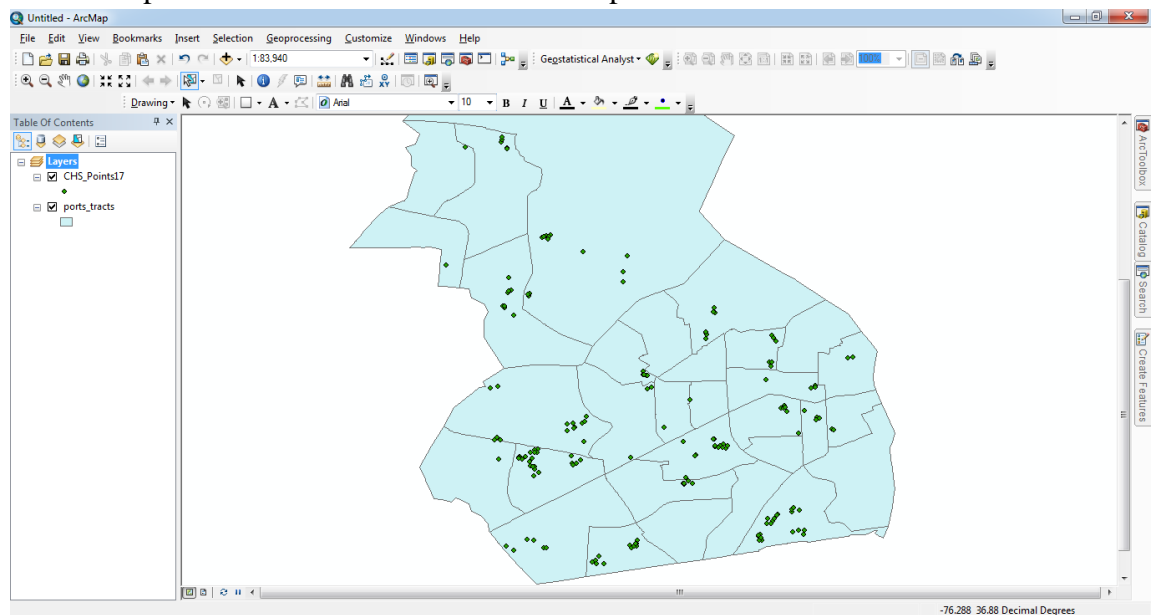 Untitled - ArcMap
File Edit View Bookmarks Insert Selection Geoprocessing Customize Windows Help
1:83,940 Geostatistical Analyst 100%
Drawing A Arial 10 B I U A
Table Of Contents
Layers
CHS_Points17
ports_tracts
ArcToolbox
Catalog
Search
Create Features
-76.288 36.88 Decimal Degrees